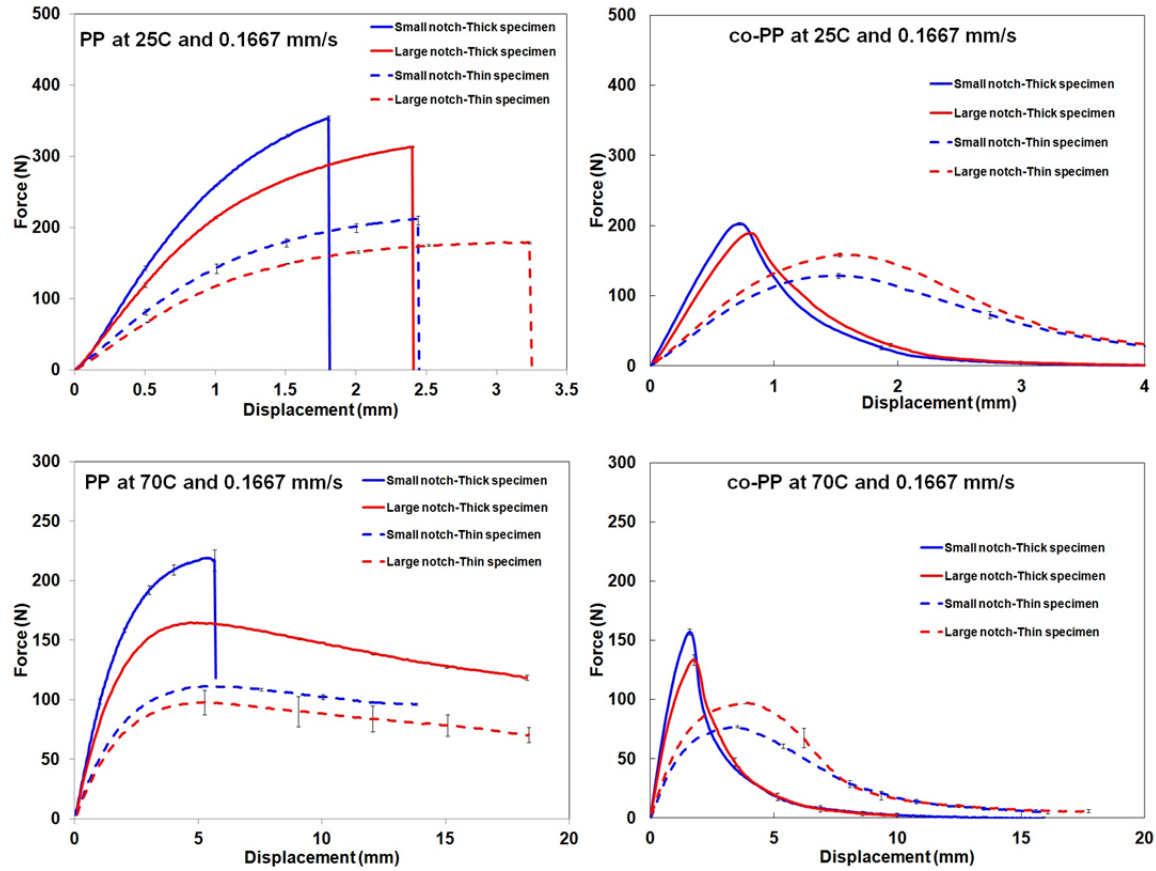 PP at 25C and 0.1667 mm/s
Small notch-Thick specimen
Large notch-Thick specimen
Small notch-Thin specimen
Large notch-Thin specimen
500
400
300
200
100
0
Force (N)
0
0.5
1
1.5
2
2.5
3
3.5
Displacement (mm)
co-PP at 25C and 0.1667 mm/s
Small notch-Thick specimen
Large notch-Thick specimen
Small notch-Thin specimen
Large notch-Thin specimen
500
400
300
200
100
0
Force (N)
0
1
2
3
4
Displacement (mm)
PP at 70C and 0.1667 mm/s
Small notch-Thick specimen
Large notch-Thick specimen
Small notch-Thin specimen
Large notch-Thin specimen
300
250
200
150
100
50
0
Force (N)
0
5
10
15
20
Displacement (mm)
co-PP at 70C and 0.1667 mm/s
Small notch-Thick specimen
Large notch-Thick specimen
Small notch-Thin specimen
Large notch-Thin specimen
300
250
200
150
100
50
0
Force (N)
0
5
10
15
20
Displacement (mm)